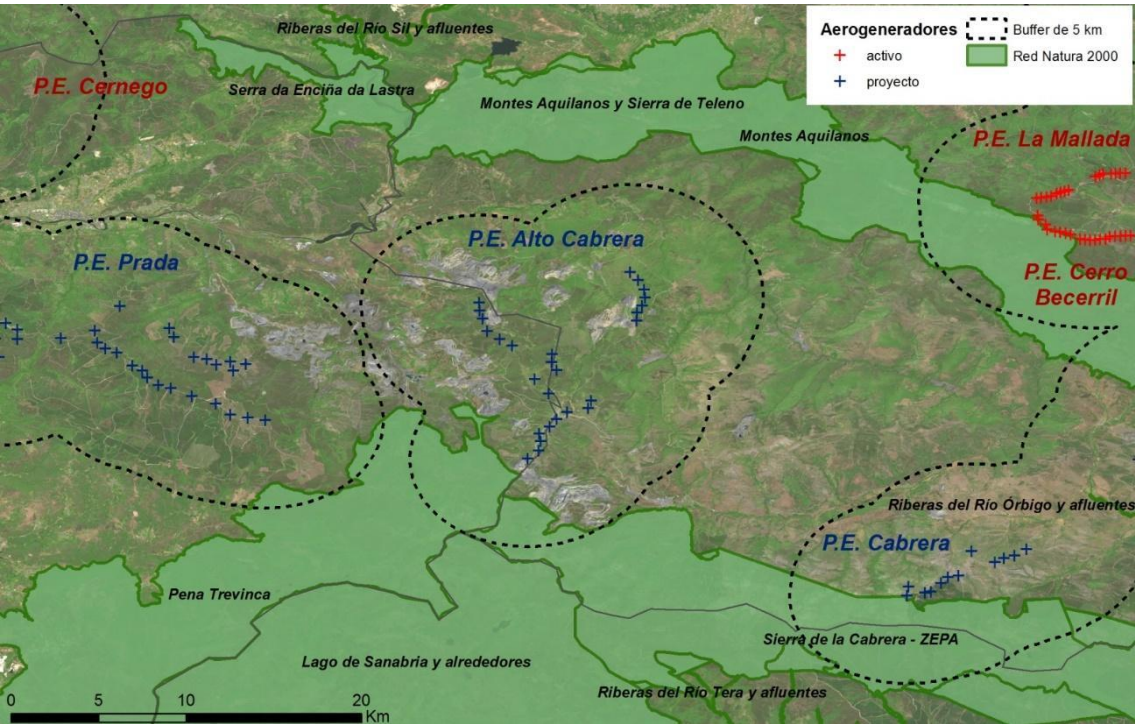 Riberas del Río Sil y afluentes
Aerogeneradores
activo
proyecto
Buffer de 5 km
Red Natura 2000
P.E. Cernego
Serra da Enciña da Lastra
Montes Aquilanos y Sierra de Teleno
Montes Aquilanos
P.E. La Mallada
P.E. Prada
P.E. Alto Cabrera
P.E. Cerro
Becerril
Riberas del Río Órbigo y afluentes
P.E. Cabrera
Pena Trevinca
Sierra de la Cabrera - ZEPA
Lago de Sanabria y alrededores
Riberas del Río Tera y afluentes
0 5 10 20
Km